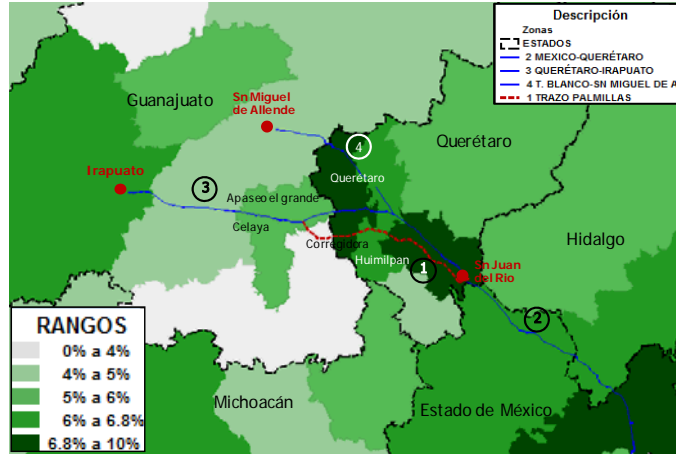 Descripción
Zonas
ESTADOS
2 MEXICO-QUERÉTARO
3 QUERÉTARO-IRAPUATO
4 T. BLANCO-SN MIGUEL DE A
1 TRAZO PALMILLAS
Guanajuato
Sn Miguel
de Allende
4
Querétaro
Irapuato
3
Querétaro
Apaseo el grande
Celaya
Corregidora
Hidalgo
Huimilpan
1
Sn Juan
del Rio
2
RANGOS
0% a 4%
4% a 5%
5% a 6%
6% a 6.8%
6.8% a 10%
Michoacán
Estado de México